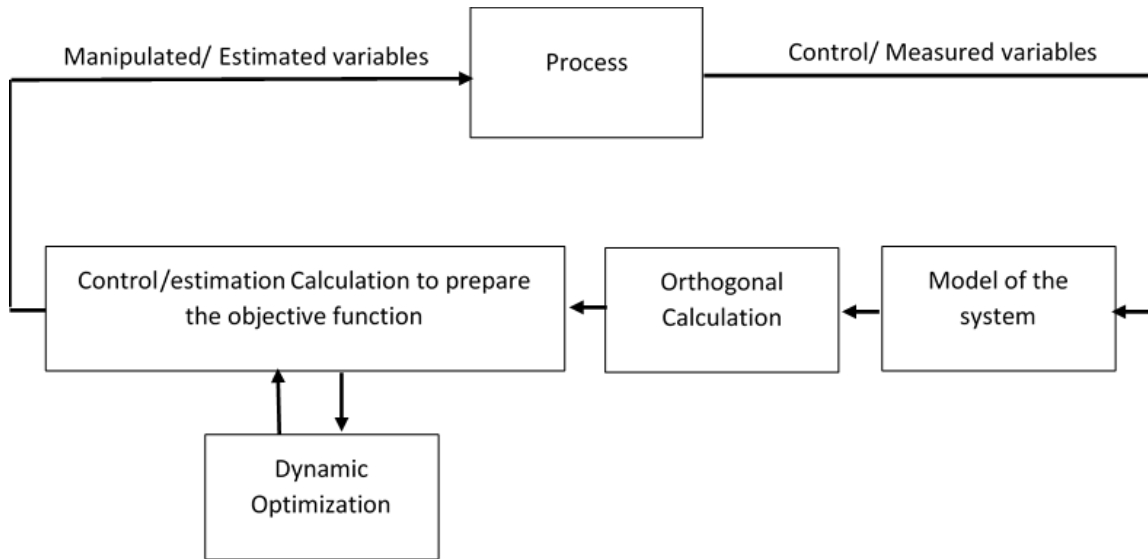 Manipulated/ Estimated variables
Process
Control/ Measured variables
Control/estimation Calculation to prepare
the objective function
Orthogonal
Calculation
Model of the
system
Dynamic
Optimization